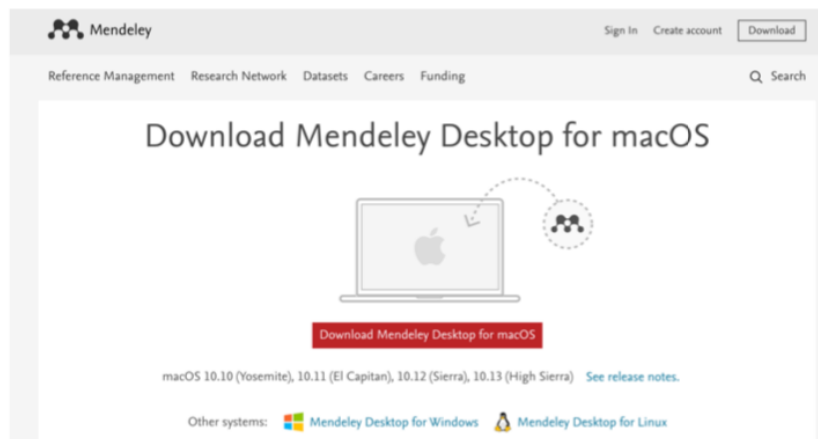 Mendeley Sign In Create account Download
Reference Management Research Network Datasets Careers Funding Search
Download Mendeley Desktop for macOS
Download Mendeley Desktop for macOS
macOS 10.10 (Yosemite), 10.11 (El Capitan), 10.12 (Sierra), 10.13 (High Sierra) See release notes.
Other systems: Mendeley Desktop for Windows Mendeley Desktop for Linux